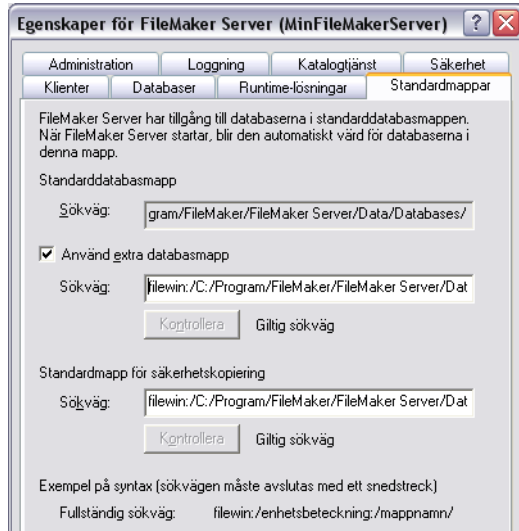 Egenskaper för FileMaker Server (MinFileMakerServer)
Administration Loggning Katalogtjänst Säkerhet
Klienter Databaser Runtime-lösningar Standardmappar
FileMaker Server har tillgång till databaserna i standarddatabasmappen.
När FileMaker Server startar, blir den automatiskt värd för databaserna i
denna mapp.
Standarddatabasmapp
Sökväg: gram/FileMaker/FileMaker Server/Data/Databases/
Använd extra databasmapp
Sökväg: filewin:/C:/Program/FileMaker/FileMaker Server/Dat
Kontrollera Giltig sökväg
Standardmapp för säkerhetskopiering
Sökväg: filewin:/C:/Program/FileMaker/FileMaker Server/Dat
Kontrollera Giltig sökväg
Exempel på syntax (sökvägen måste avslutas med ett snedstreck)
Fullständig sökväg: filewin:/enhetsbeteckning:/mappnamn/